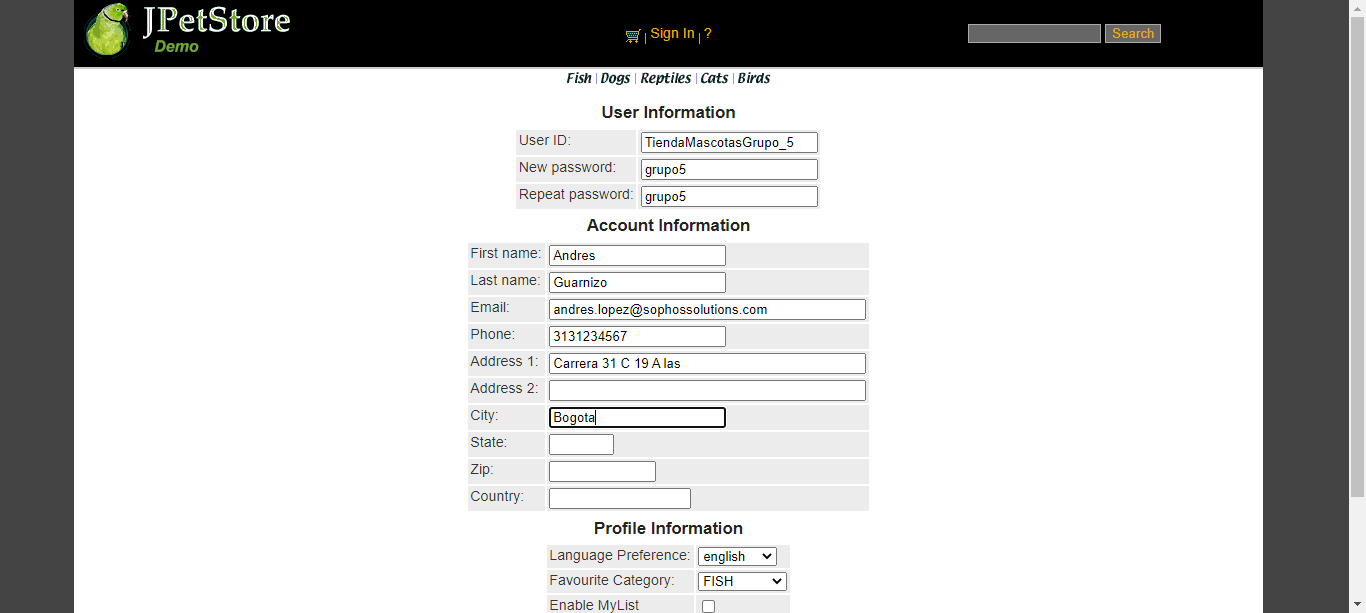 JPetStore
Demo
Sign In | ?
Search
Fish | Dogs | Reptiles | Cats | Birds
User Information
User ID: TiendaMascotasGrupo_5
New password: grupo5
Repeat password: grupo5
Account Information
First name: Andres
Last name: Guarnizo
Email: andres.lopez@sophossolutions.com
Phone: 3131234567
Address 1: Carrera 31 C 19 A las
Address 2:
City: Bogota
State:
Zip:
Country:
Profile Information
Language Preference: english
Favourite Category: FISH
Enable MyList